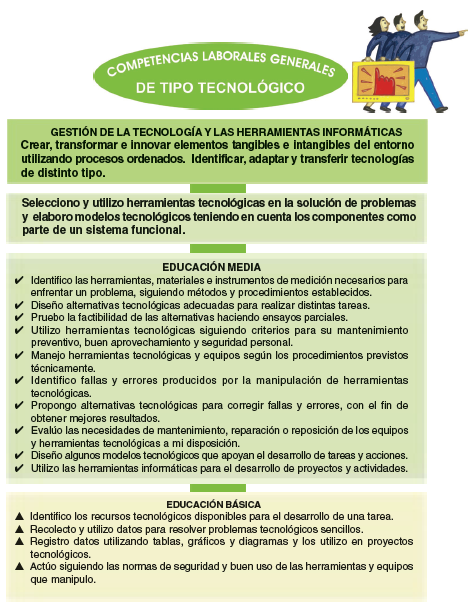 COMPETENCIAS LABORALES GENERALES
DE TIPO TECNOLÓGICO
GESTIÓN DE LA TECNOLOGÍA Y LAS HERRAMIENTAS INFORMÁTICAS
Crear, transformar e innovar elementos tangibles e intangibles del entorno
utilizando procesos ordenados. Identificar, adaptar y transferir tecnologías
de distinto tipo.
Selecciono y utilizo herramientas tecnológicas en la solución de problemas
y elaboro modelos tecnológicos teniendo en cuenta los componentes como
parte de un sistema funcional.
EDUCACIÓN MEDIA
✔ Identifico las herramientas, materiales e instrumentos de medición necesarios para
enfrentar un problema, siguiendo métodos y procedimientos establecidos.
✔ Diseño alternativas tecnológicas adecuadas para realizar distintas tareas.
✔ Pruebo la factibilidad de las alternativas haciendo ensayos parciales.
✔ Utilizo herramientas tecnológicas siguiendo criterios para su mantenimiento
preventivo, buen aprovechamiento y seguridad personal.
✔ Manejo herramientas tecnológicas y equipos según los procedimientos previstos
técnicamente.
✔ Identifico fallas y errores producidos por la manipulación de herramientas
tecnológicas.
✔ Propongo alternativas tecnológicas para corregir fallas y errores, con el fin de
obtener mejores resultados.
✔ Evalúo las necesidades de mantenimiento, reparación o reposición de los equipos
y herramientas tecnológicas a mi disposición.
✔ Diseño algunos modelos tecnológicos que apoyan el desarrollo de tareas y acciones.
✔ Utilizo las herramientas informáticas para el desarrollo de proyectos y actividades.
EDUCACIÓN BÁSICA
▲ Identifico los recursos tecnológicos disponibles para el desarrollo de una tarea.
▲ Recolecto y utilizo datos para resolver problemas tecnológicos sencillos.
▲ Registro datos utilizando tablas, gráficos y diagramas y los utilizo en proyectos
tecnológicos.
▲ Actúo siguiendo las normas de seguridad y buen uso de las herramientas y equipos
que manipulo.